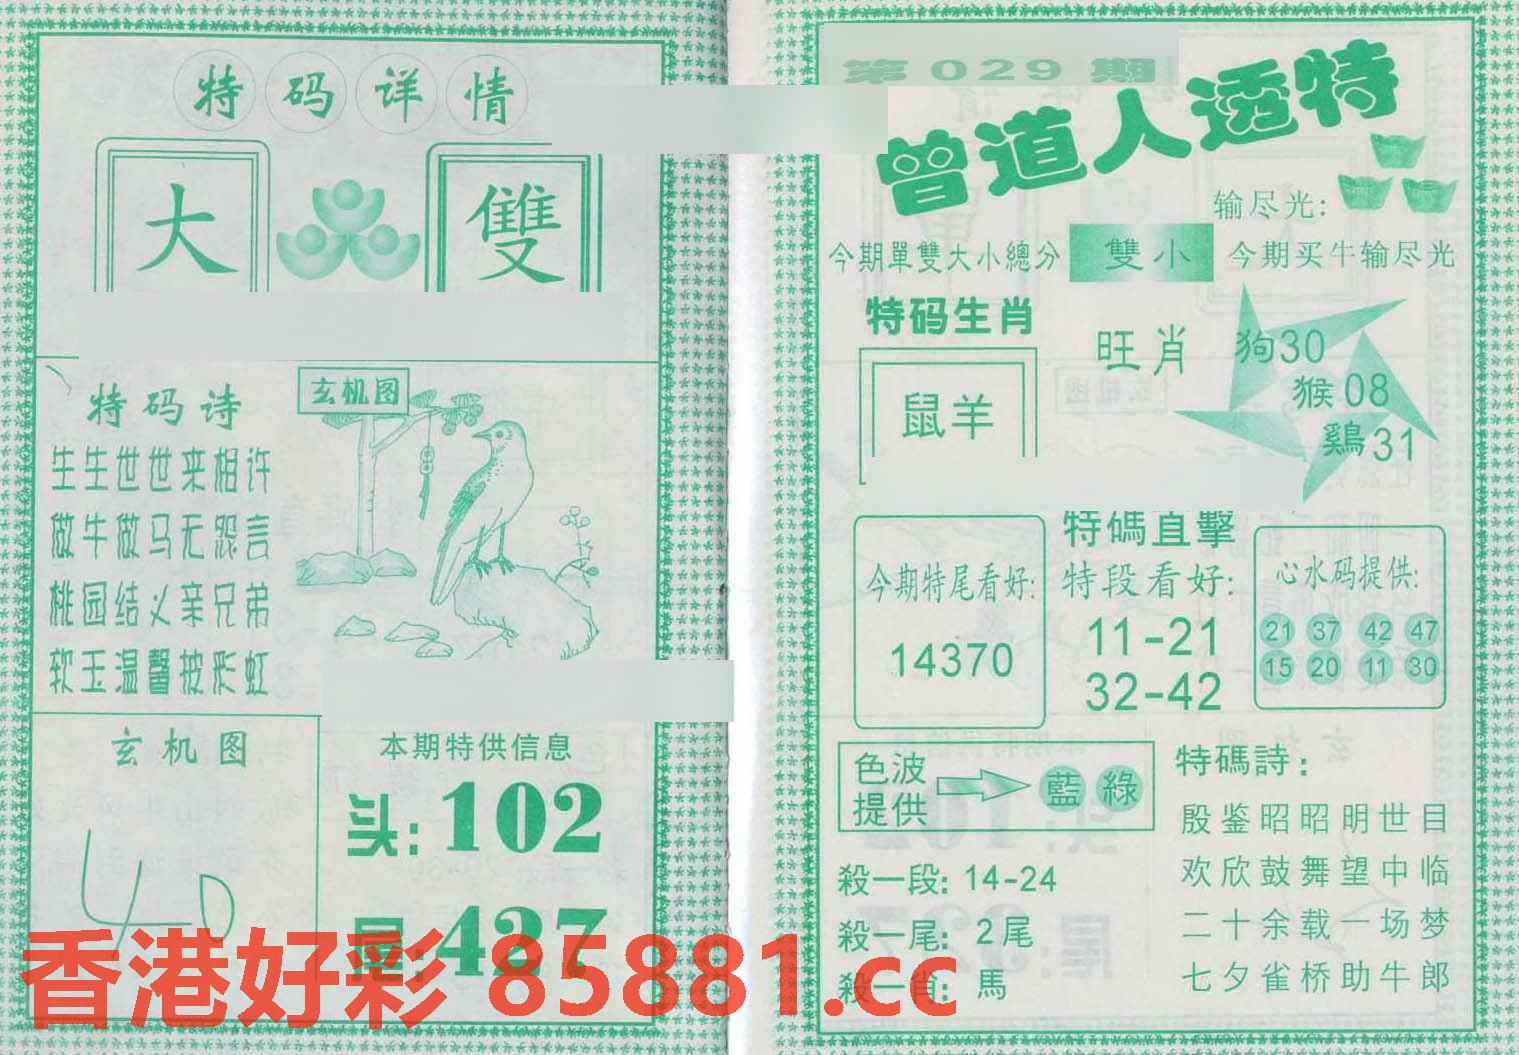 特码详情
大 雙
特码诗
生生世世来相许
做牛做马无怨言
桃园结义亲兄弟
软玉温馨披彩虹
玄机图
玄机图
40
本期特供信息
头:102
尾:427
第029期
曾道人透特
输尽光:
今期單雙大小總分 雙小 今期买牛输尽光
特码生肖
鼠羊
旺肖
狗30
猴08
鷄31
今期特尾看好:
14370
特碼直擊
特段看好:
11-21
32-42
心水码提供:
21 37 42 47
15 20 11 30
色波
提供
藍 綠
殺一段: 14-24
殺一尾: 2尾
殺一肖: 馬
特碼詩:
殷鉴昭昭明世目
欢欣鼓舞望中临
二十余载一场梦
七夕雀桥助牛郎
香港好彩 85881.cc